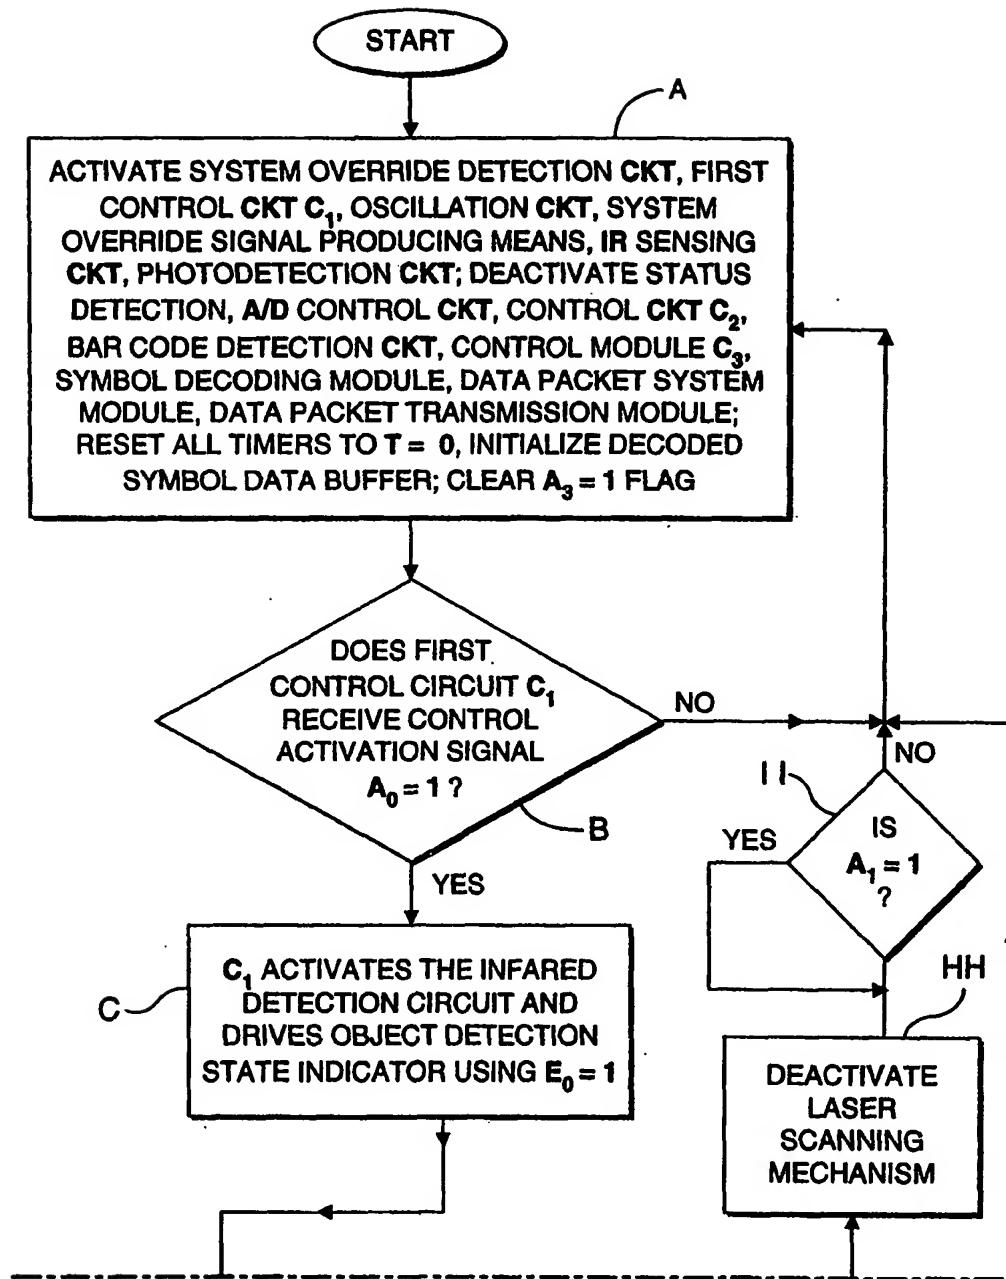 START
A
ACTIVATE SYSTEM OVERRIDE DETECTION CKT, FIRST
CONTROL CKT C₁, OSCILLATION CKT, SYSTEM
OVERRIDE SIGNAL PRODUCING MEANS, IR SENSING
CKT, PHOTODETECTION CKT; DEACTIVATE STATUS
DETECTION, A/D CONTROL CKT, CONTROL CKT C₂,
BAR CODE DETECTION CKT, CONTROL MODULE C₃,
SYMBOL DECODING MODULE, DATA PACKET SYSTEM
MODULE, DATA PACKET TRANSMISSION MODULE;
RESET ALL TIMERS TO T = 0, INITIALIZE DECODED
SYMBOL DATA BUFFER; CLEAR A₃ = 1 FLAG
DOES FIRST
CONTROL CIRCUIT C₁
RECEIVE CONTROL
ACTIVATION SIGNAL
A₀ = 1 ?
NO
B
YES
NO
II
YES
IS
A₁ = 1
?
C
C₁ ACTIVATES THE INFARED
DETECTION CIRCUIT AND
DRIVES OBJECT DETECTION
STATE INDICATOR USING E₀ = 1
HH
DEACTIVATE
LASER
SCANNING
MECHANISM